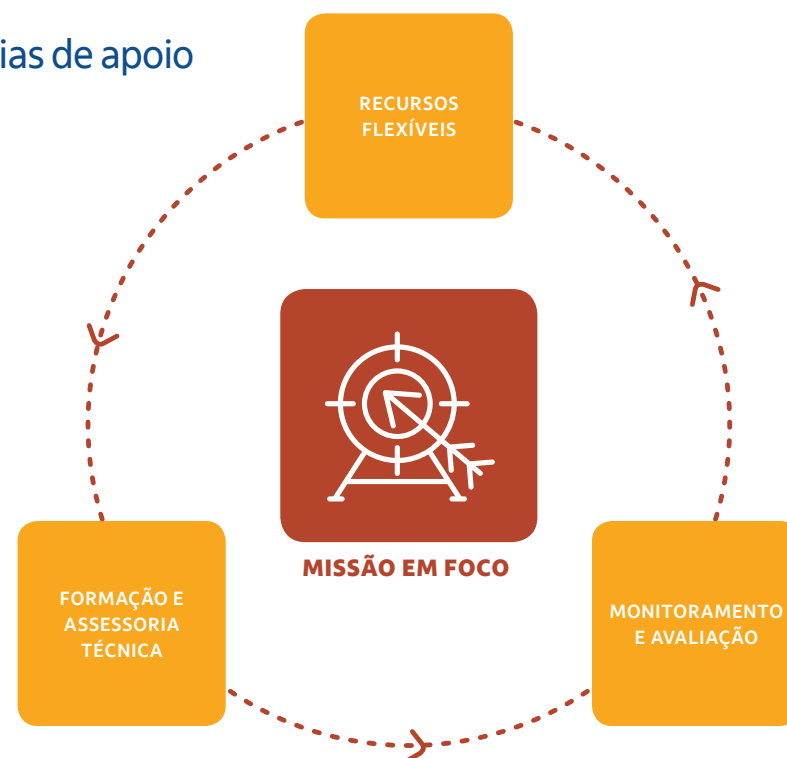 ias de apoio
RECURSOS
FLEXÍVEIS
MISSÃO EM FOCO
FORMAÇÃO E
ASSESSORIA
TÉCNICA
MONITORAMENTO
E AVALIAÇÃO